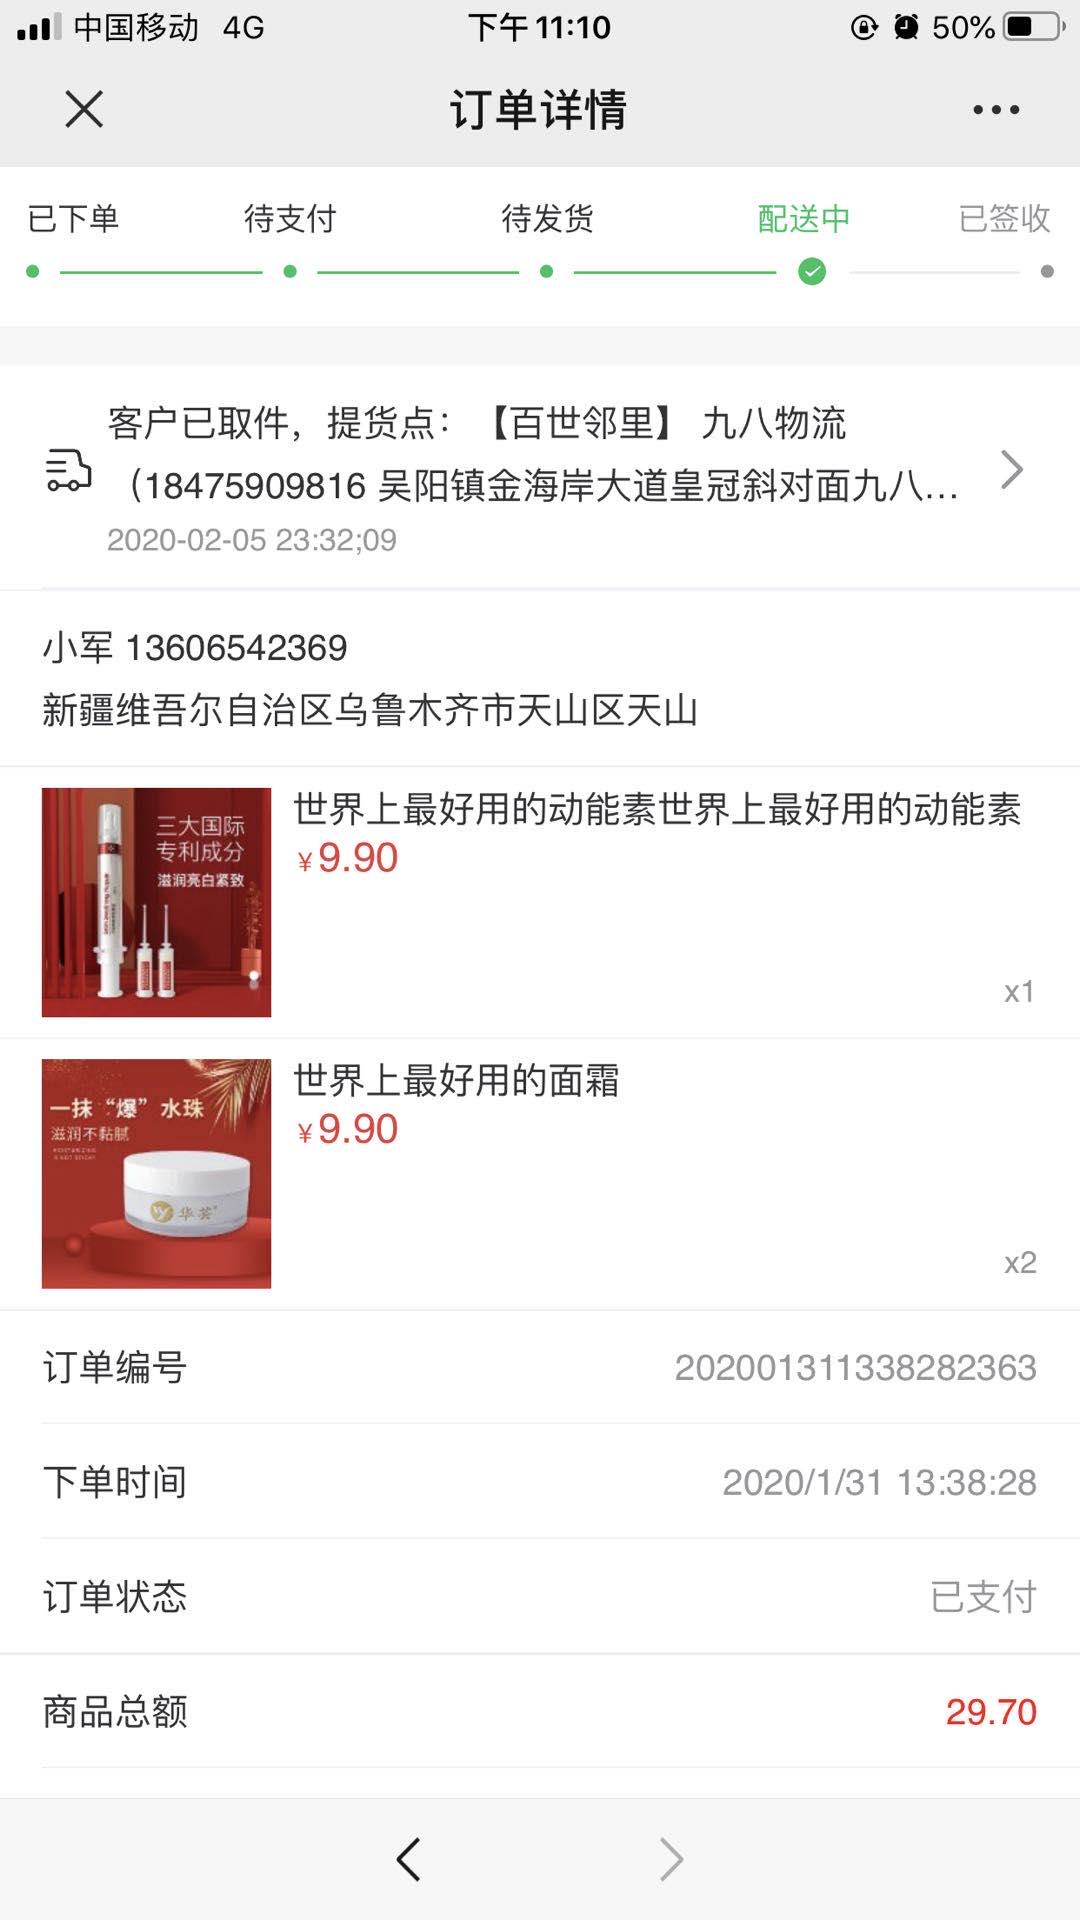 中国移动 4G 下午11:10 50%
订单详情
已下单 待支付 待发货 配送中 已签收
客户已取件，提货点：【百世邻里】 九八物流
（18475909816 吴阳镇金海岸大道皇冠斜对面九八...
2020-02-05 23:32;09
小军 13606542369
新疆维吾尔自治区乌鲁木齐市天山区天山
三大国际
专利成分
滋润亮白紧致
世界上最好用的动能素世界上最好用的动能素
¥9.90
x1
一抹“爆”水珠
滋润不黏腻
华芸
世界上最好用的面霜
¥9.90
x2
订单编号 202001311338282363
下单时间 2020/1/31 13:38:28
订单状态 已支付
商品总额 29.70